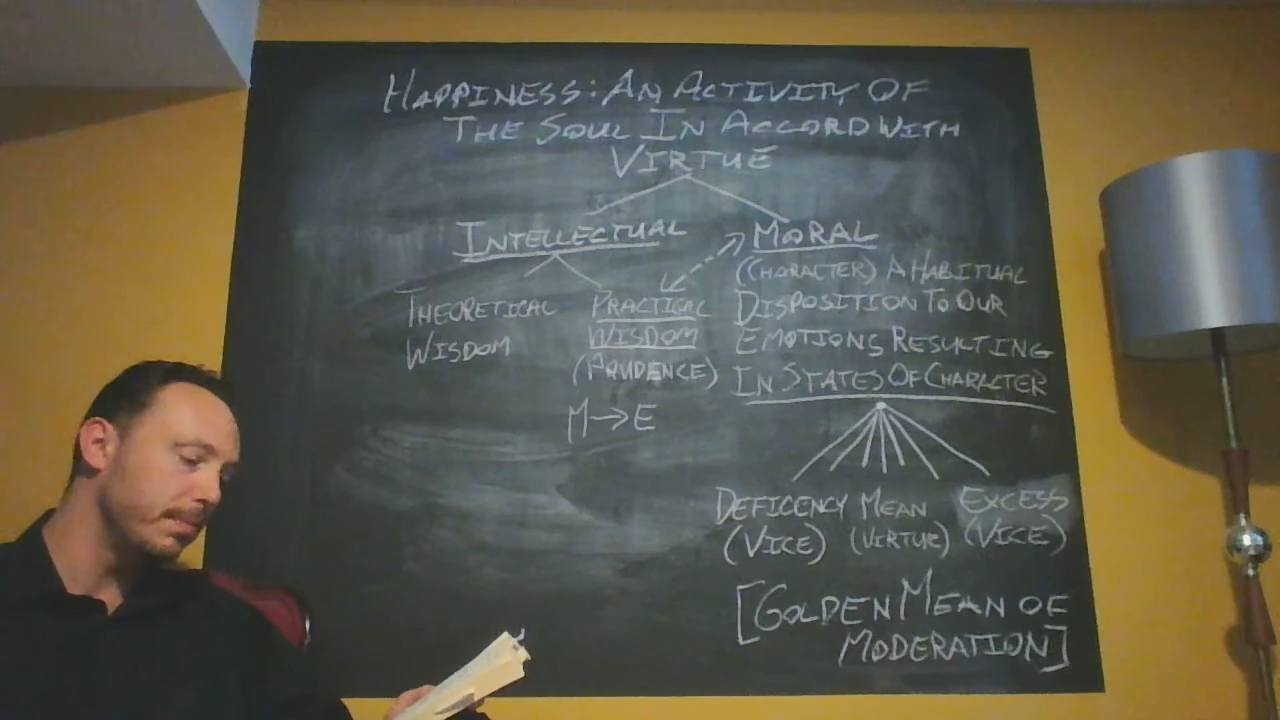 HAPPINESS: AN ACTIVITY OF
THE SOUL IN ACCORD WITH
VIRTUE
INTELLECTUAL
THEORETICAL
WISDOM
PRACTICAL
WISDOM
(PRUDENCE)
M→E
MORAL
(CHARACTER) A HABITUAL
DISPOSITION TO OUR
EMOTIONS RESULTING
IN STATES OF CHARACTER
DEFICENCY MEAN EXCESS
(VICE) (VIRTUE) (VICE)
[GOLDEN MEAN OF
MODERATION]